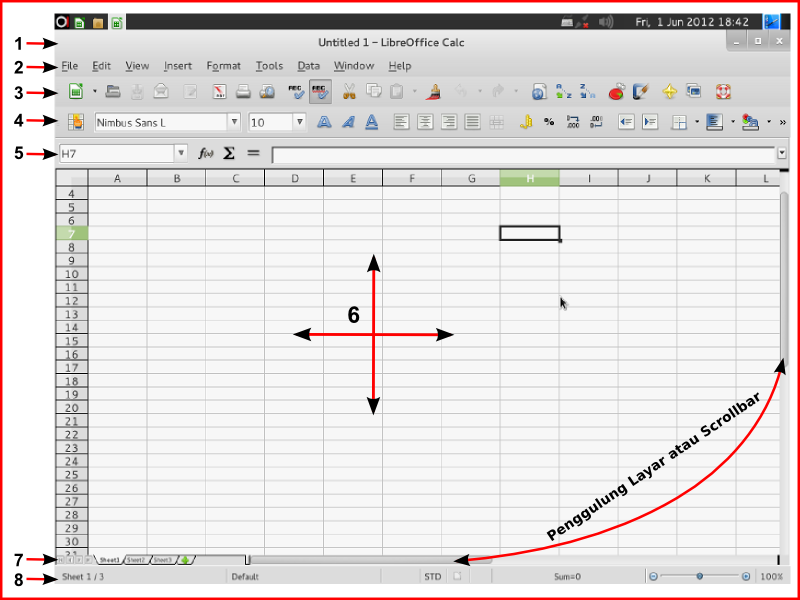 Fri, 1 Jun 2012 18:42
1 Untitled 1 – LibreOffice Calc
2 File Edit View Insert Format Tools Data Window Help
3 ABC ABC
4 Nimbus Sans L 10 A A A % »
5 H7 f(x) Σ =
A B C D E F G H I J K L
4
5
6
7
8
9
10
11
12
13
6
14
15
16
17
18
19
20
21
22
23
24
25
26
27
28
29
30
31
Penggulung Layar atau Scrollbar
7 Sheet1 Sheet2 Sheet3
8 Sheet 1 / 3 Default STD Sum=0 100%